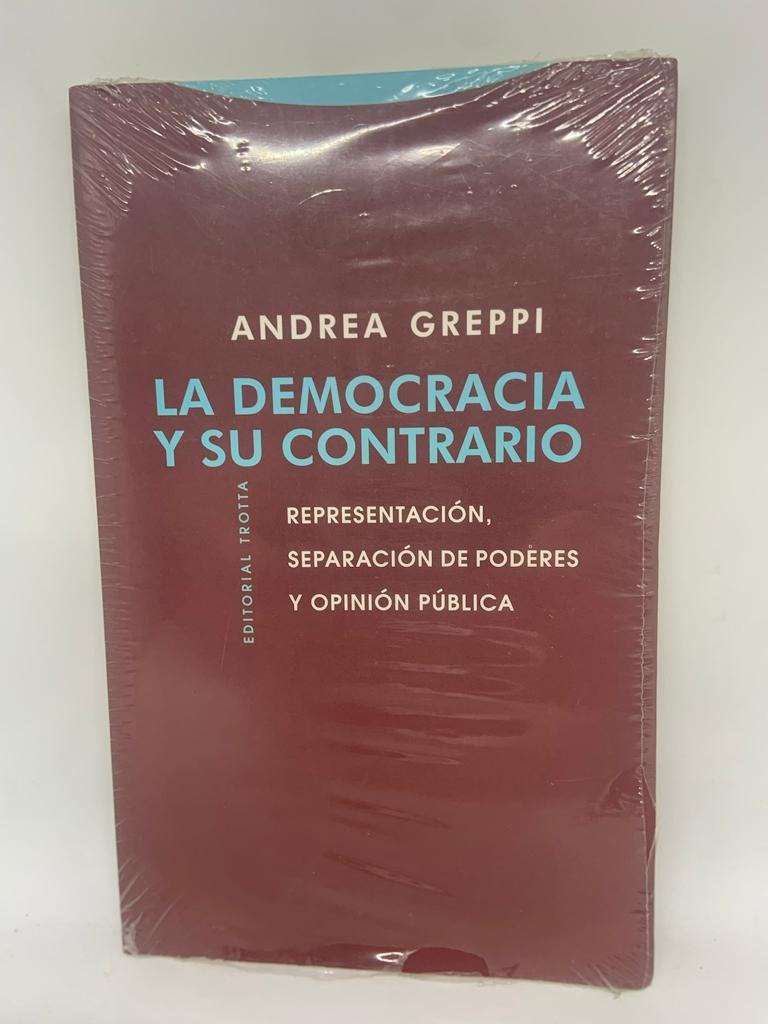 ANDREA GREPPI
LA DEMOCRACIA
Y SU CONTRARIO
EDITORIAL TROTTA
REPRESENTACIÓN,
SEPARACIÓN DE PODERES
Y OPINIÓN PÚBLICA